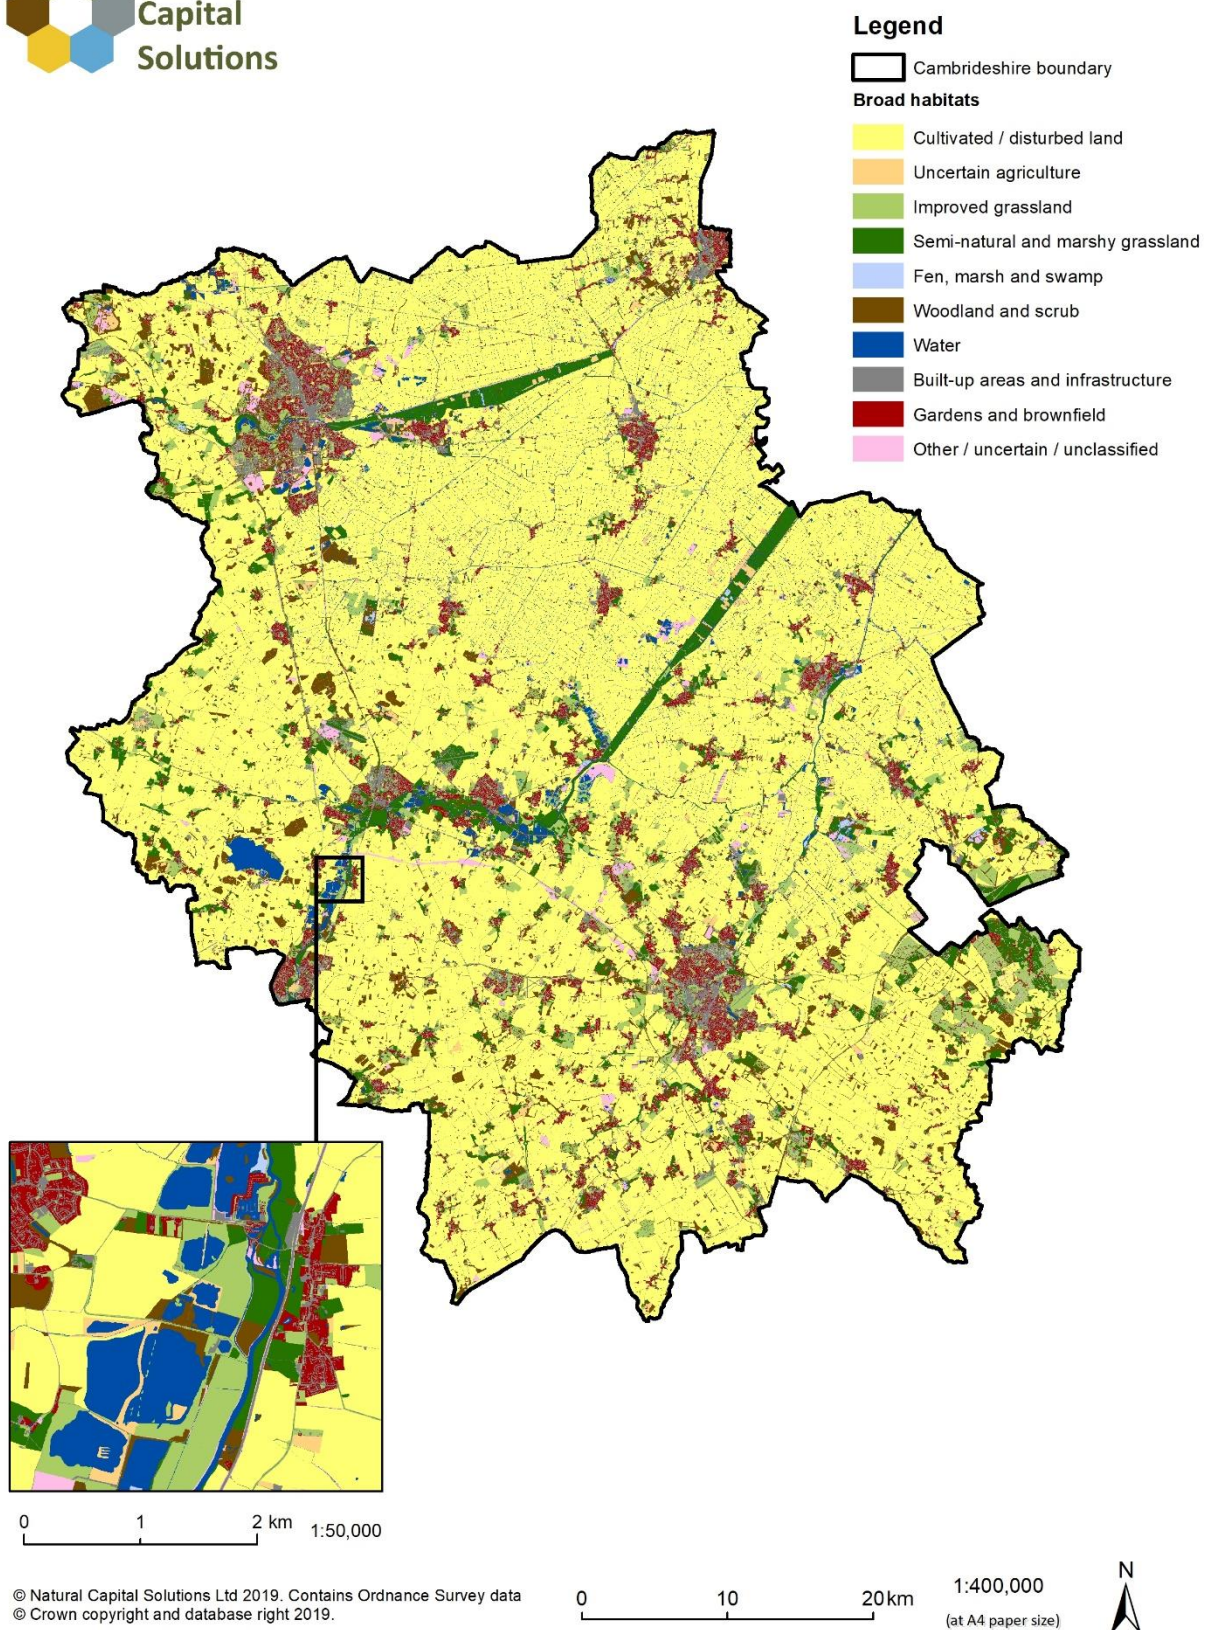 Capital
Solutions
Legend
Cambrideshire boundary
Broad habitats
Cultivated / disturbed land
Uncertain agriculture
Improved grassland
Semi-natural and marshy grassland
Fen, marsh and swamp
Woodland and scrub
Water
Built-up areas and infrastructure
Gardens and brownfield
Other / uncertain / unclassified
0 1 2 km 1:50,000
© Natural Capital Solutions Ltd 2019. Contains Ordnance Survey data
© Crown copyright and database right 2019.
0 10 20km
1:400,000
(at A4 paper size)
N